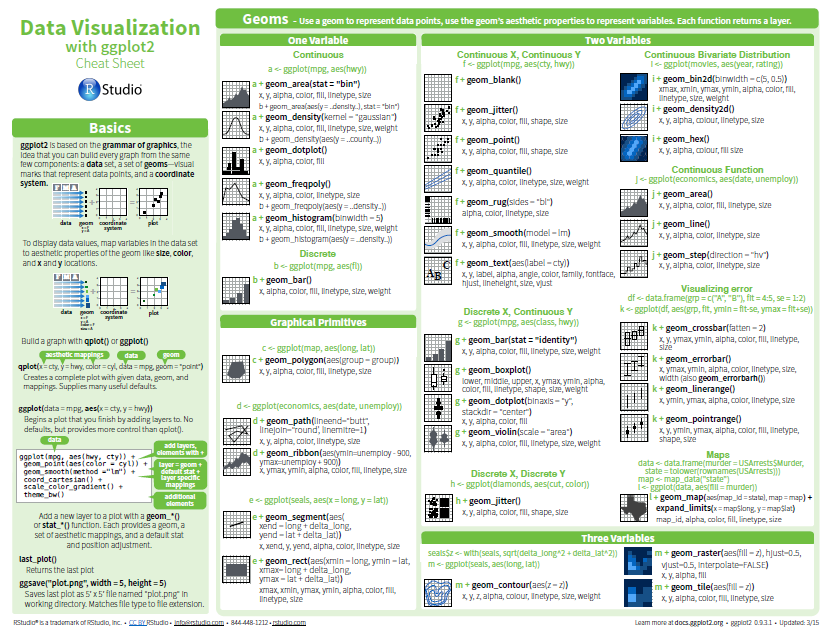 Data Visualization
with ggplot2
Cheat Sheet
R Studio
Basics
ggplot2 is based on the grammar of graphics, the
idea that you can build every graph from the same
few components: a data set, a set of geoms—visual
marks that represent data points, and a coordinate
system.
data geom coordinate system plot
To display data values, map variables in the data set
to aesthetic properties of the geom like size, color,
and x and y locations.
data geom coordinate system plot
Build a graph with qplot() or ggplot()
aesthetic mappings data geom
qplot(x = cty, y = hwy, color = cyl, data = mpg, geom = "point")
Creates a complete plot with given data, geom, and
mappings. Supplies many useful defaults.
ggplot(data = mpg, aes(x = cty, y = hwy))
Begins a plot that you finish by adding layers to. No
defaults, but provides more control than qplot().
data
ggplot(mpg, aes(hwy, cty)) +
geom_point(aes(color = cyl)) +
geom_smooth(method ="lm") +
coord_cartesian() +
scale_color_gradient() +
theme_bw()
add layers,
elements with +
layer = geom +
default stat +
layer specific
mappings
additional
elements
Add a new layer to a plot with a geom_*()
or stat_*() function. Each provides a geom, a
set of aesthetic mappings, and a default stat
and position adjustment.
last_plot()
Returns the last plot
ggsave("plot.png", width = 5, height = 5)
Saves last plot as 5' x 5' file named "plot.png" in
working directory. Matches file type to file extension.
Geoms - Use a geom to represent data points, use the geom's aesthetic properties to represent variables. Each function returns a layer.
One Variable
Continuous
a <- ggplot(mpg, aes(hwy))
a + geom_area(stat = "bin")
x, y, alpha, color, fill, linetype, size
b + geom_area(aes(y = ..density..), stat = "bin")
a + geom_density(kernel = "gaussian")
x, y, alpha, color, fill, linetype, size, weight
b + geom_density(aes(y = ..county..))
a + geom_dotplot()
x, y, alpha, color, fill
a + geom_freqpoly()
x, y, alpha, color, linetype, size
b + geom_freqpoly(aes(y = ..density..))
a + geom_histogram(binwidth = 5)
x, y, alpha, color, fill, linetype, size, weight
b + geom_histogram(aes(y = ..density..))
Discrete
b <- ggplot(mpg, aes(fl))
b + geom_bar()
x, alpha, color, fill, linetype, size, weight
Graphical Primitives
c <- ggplot(map, aes(long, lat))
c + geom_polygon(aes(group = group))
x, y, alpha, color, fill, linetype, size
d <- ggplot(economics, aes(date, unemploy))
d + geom_path(lineend="butt",
linejoin="round', linemitre=1)
x, y, alpha, color, linetype, size
d + geom_ribbon(aes(ymin=unemploy - 900,
ymax=unemploy + 900))
x, ymax, ymin, alpha, color, fill, linetype, size
e <- ggplot(seals, aes(x = long, y = lat))
e + geom_segment(aes(
xend = long + delta_long,
yend = lat + delta_lat))
x, xend, y, yend, alpha, color, linetype, size
e + geom_rect(aes(xmin = long, ymin = lat,
xmax= long + delta_long,
ymax = lat + delta_lat))
xmax, xmin, ymax, ymin, alpha, color, fill,
linetype, size
Two Variables
Continuous X, Continuous Y
f <- ggplot(mpg, aes(cty, hwy))
f + geom_blank()
f + geom_jitter()
x, y, alpha, color, fill, shape, size
f + geom_point()
x, y, alpha, color, fill, shape, size
f + geom_quantile()
x, y, alpha, color, linetype, size, weight
f + geom_rug(sides = "bl")
alpha, color, linetype, size
f + geom_smooth(model = lm)
x, y, alpha, color, fill, linetype, size, weight
f + geom_text(aes(label = cty))
x, y, label, alpha, angle, color, family, fontface,
hjust, lineheight, size, vjust
A B C
Discrete X, Continuous Y
g <- ggplot(mpg, aes(class, hwy))
g + geom_bar(stat = "identity")
x, y, alpha, color, fill, linetype, size, weight
g + geom_boxplot()
lower, middle, upper, x, ymax, ymin, alpha,
color, fill, linetype, shape, size, weight
g + geom_dotplot(binaxis = "y",
stackdir = "center")
x, y, alpha, color, fill
g + geom_violin(scale = "area")
x, y, alpha, color, fill, linetype, size, weight
Discrete X, Discrete Y
h <- ggplot(diamonds, aes(cut, color))
h + geom_jitter()
x, y, alpha, color, fill, shape, size
Continuous Bivariate Distribution
i <- ggplot(movies, aes(year, rating))
i + geom_bin2d(binwidth = c(5, 0.5))
xmax, xmin, ymax, ymin, alpha, color, fill,
linetype, size, weight
i + geom_density2d()
x, y, alpha, colour, linetype, size
i + geom_hex()
x, y, alpha, colour, fill size
Continuous Function
j <- ggplot(economics, aes(date, unemploy))
j + geom_area()
x, y, alpha, color, fill, linetype, size
j + geom_line()
x, y, alpha, color, linetype, size
j + geom_step(direction = "hv")
x, y, alpha, color, linetype, size
Visualizing error
df <- data.frame(grp = c("A", "B"), fit = 4:5, se = 1:2)
k <- ggplot(df, aes(grp, fit, ymin = fit-se, ymax = fit+se))
k + geom_crossbar(fatten = 2)
x, y, ymax, ymin, alpha, color, fill, linetype,
size
k + geom_errorbar()
x, ymax, ymin, alpha, color, linetype, size,
width (also geom_errorbarh())
k + geom_linerange()
x, ymin, ymax, alpha, color, linetype, size
k + geom_pointrange()
x, y, ymin, ymax, alpha, color, fill, linetype,
shape, size
Maps
data <- data.frame(murder = USArrests$Murder,
state = tolower(rownames(USArrests)))
map <- map_data("state")
l <- ggplot(data, aes(fill = murder))
l + geom_map(aes(map_id = state), map = map) +
expand_limits(x = map$long, y = map$lat)
map_id, alpha, color, fill, linetype, size
Three Variables
seals$z <- with(seals, sqrt(delta_long^2 + delta_lat^2))
m <- ggplot(seals, aes(long, lat))
m + geom_contour(aes(z = z))
x, y, z, alpha, colour, linetype, size, weight
m + geom_raster(aes(fill = z), hjust=0.5,
vjust=0.5, interpolate=FALSE)
x, y, alpha, fill
m + geom_tile(aes(fill = z))
x, y, alpha, color, fill, linetype, size
RStudio® is a trademark of RStudio, Inc. • CC BY RStudio • info@rstudio.com • 844-448-1212 • rstudio.com
Learn more at docs.ggplot2.org • ggplot2 0.9.3.1 • Updated: 3/15